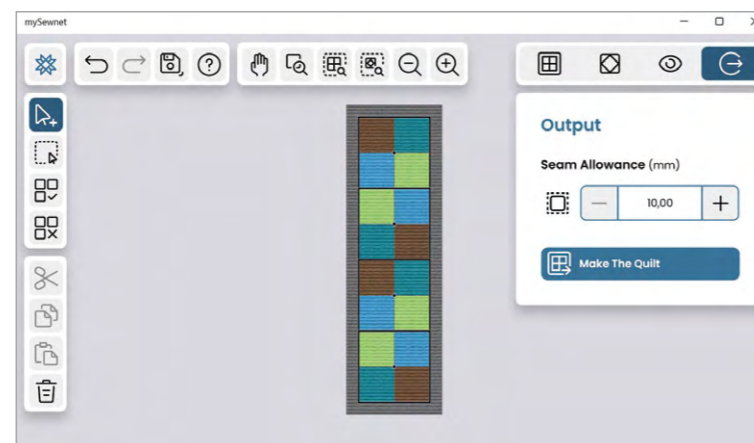 mySewnet
Output
Seam Allowance (mm)
10,00
Make The Quilt